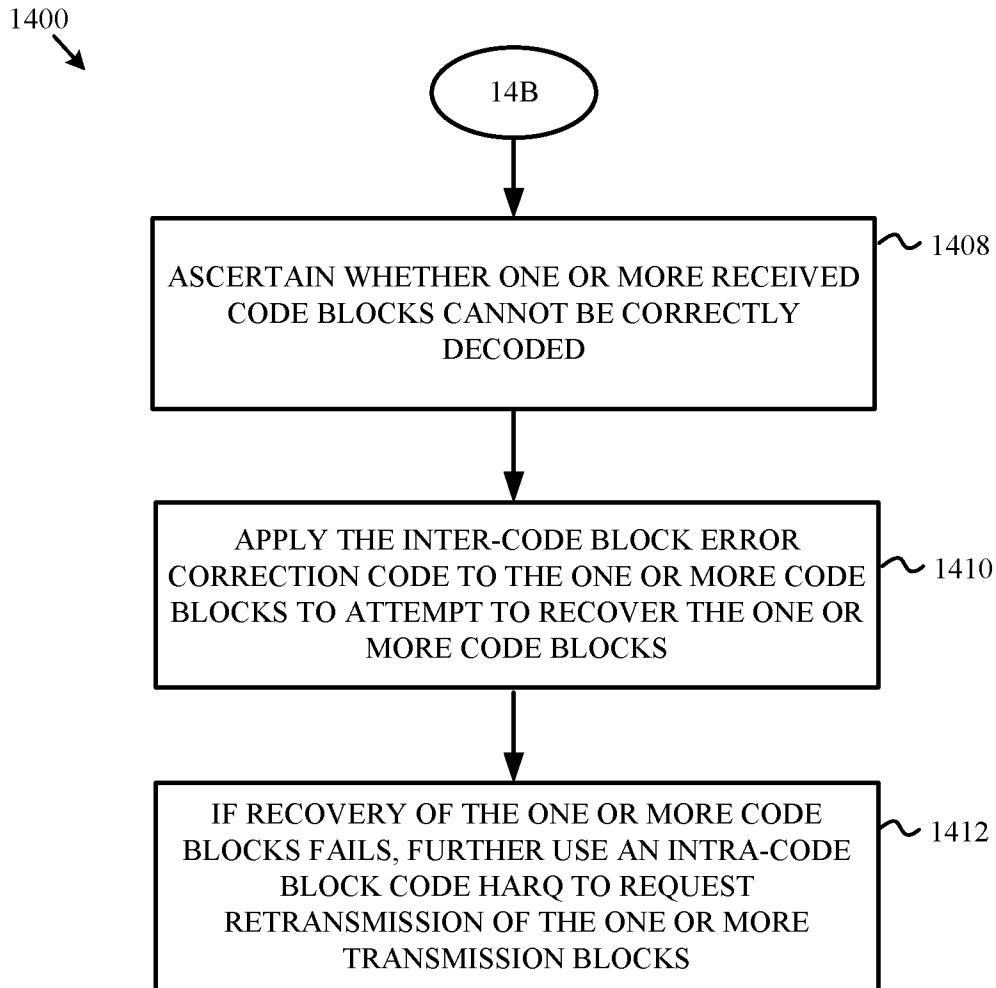 1400
14B
ASCERTAIN WHETHER ONE OR MORE RECEIVED
CODE BLOCKS CANNOT BE CORRECTLY
DECODED
1408
APPLY THE INTER-CODE BLOCK ERROR
CORRECTION CODE TO THE ONE OR MORE CODE
BLOCKS TO ATTEMPT TO RECOVER THE ONE OR
MORE CODE BLOCKS
1410
IF RECOVERY OF THE ONE OR MORE CODE
BLOCKS FAILS, FURTHER USE AN INTRA-CODE
BLOCK CODE HARQ TO REQUEST
RETRANSMISSION OF THE ONE OR MORE
TRANSMISSION BLOCKS
1412